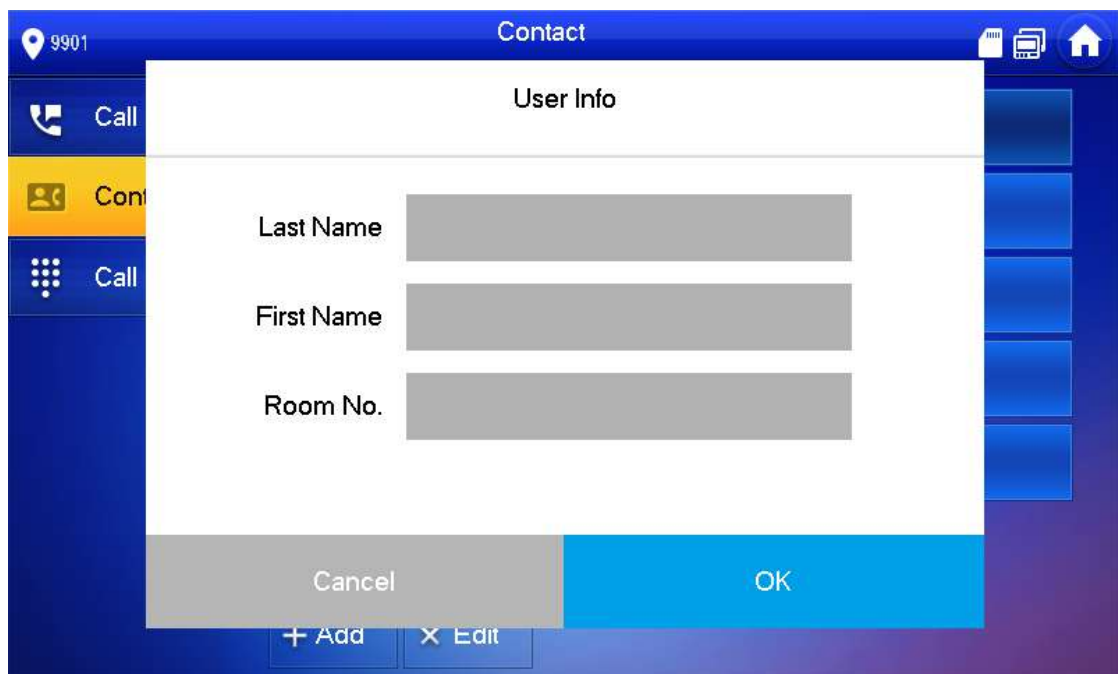 9901
Contact
User Info
Call
Cont
Call
Last Name
First Name
Room No.
Cancel
OK
+ Add
× Edit